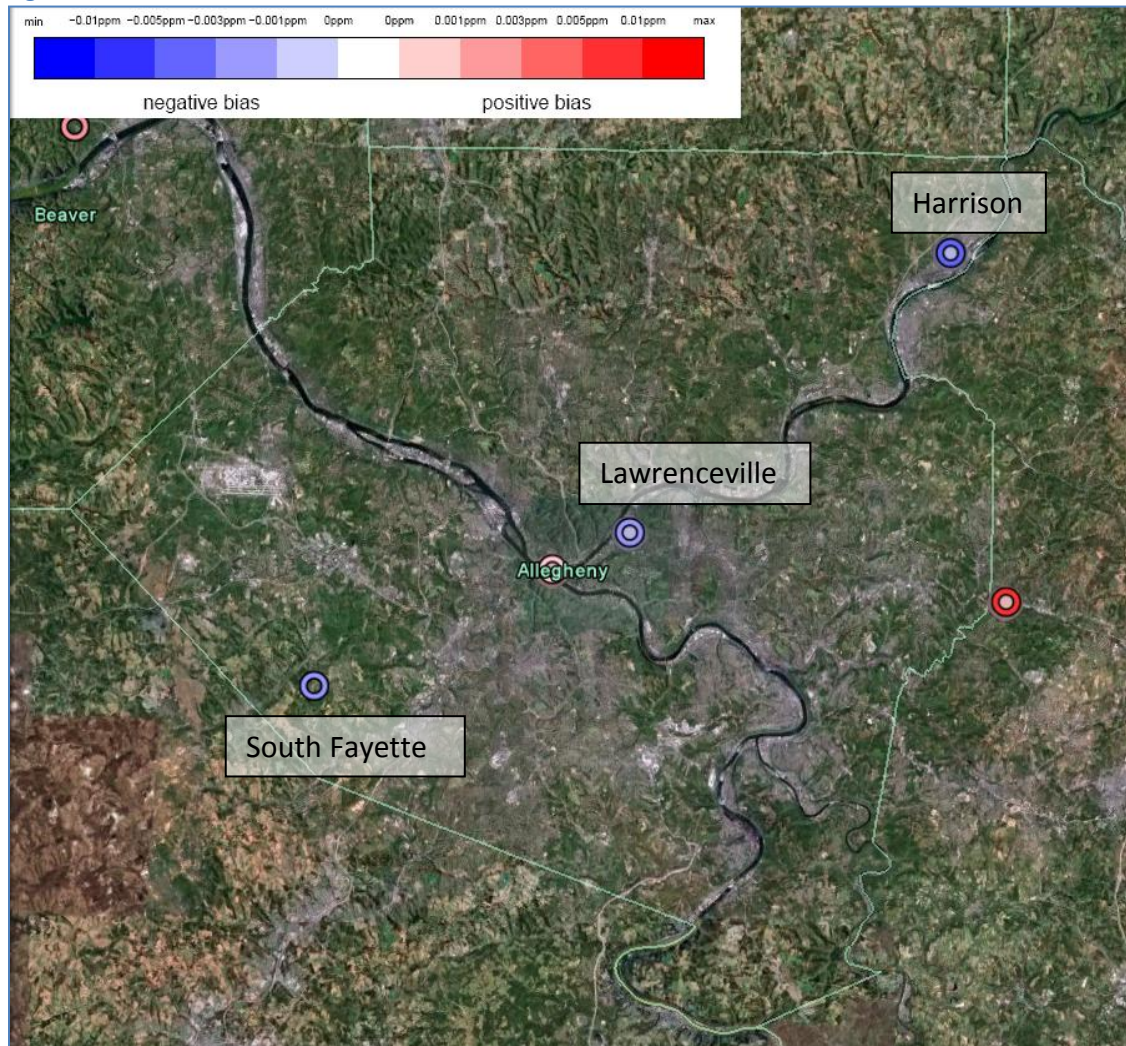 min -0.01ppm -0.005ppm -0.003ppm -0.001ppm 0ppm 0ppm 0.001ppm 0.003ppm 0.005ppm 0.01ppm max
negative bias positive bias
Beaver
Harrison
Lawrenceville
Allegheny
South Fayette